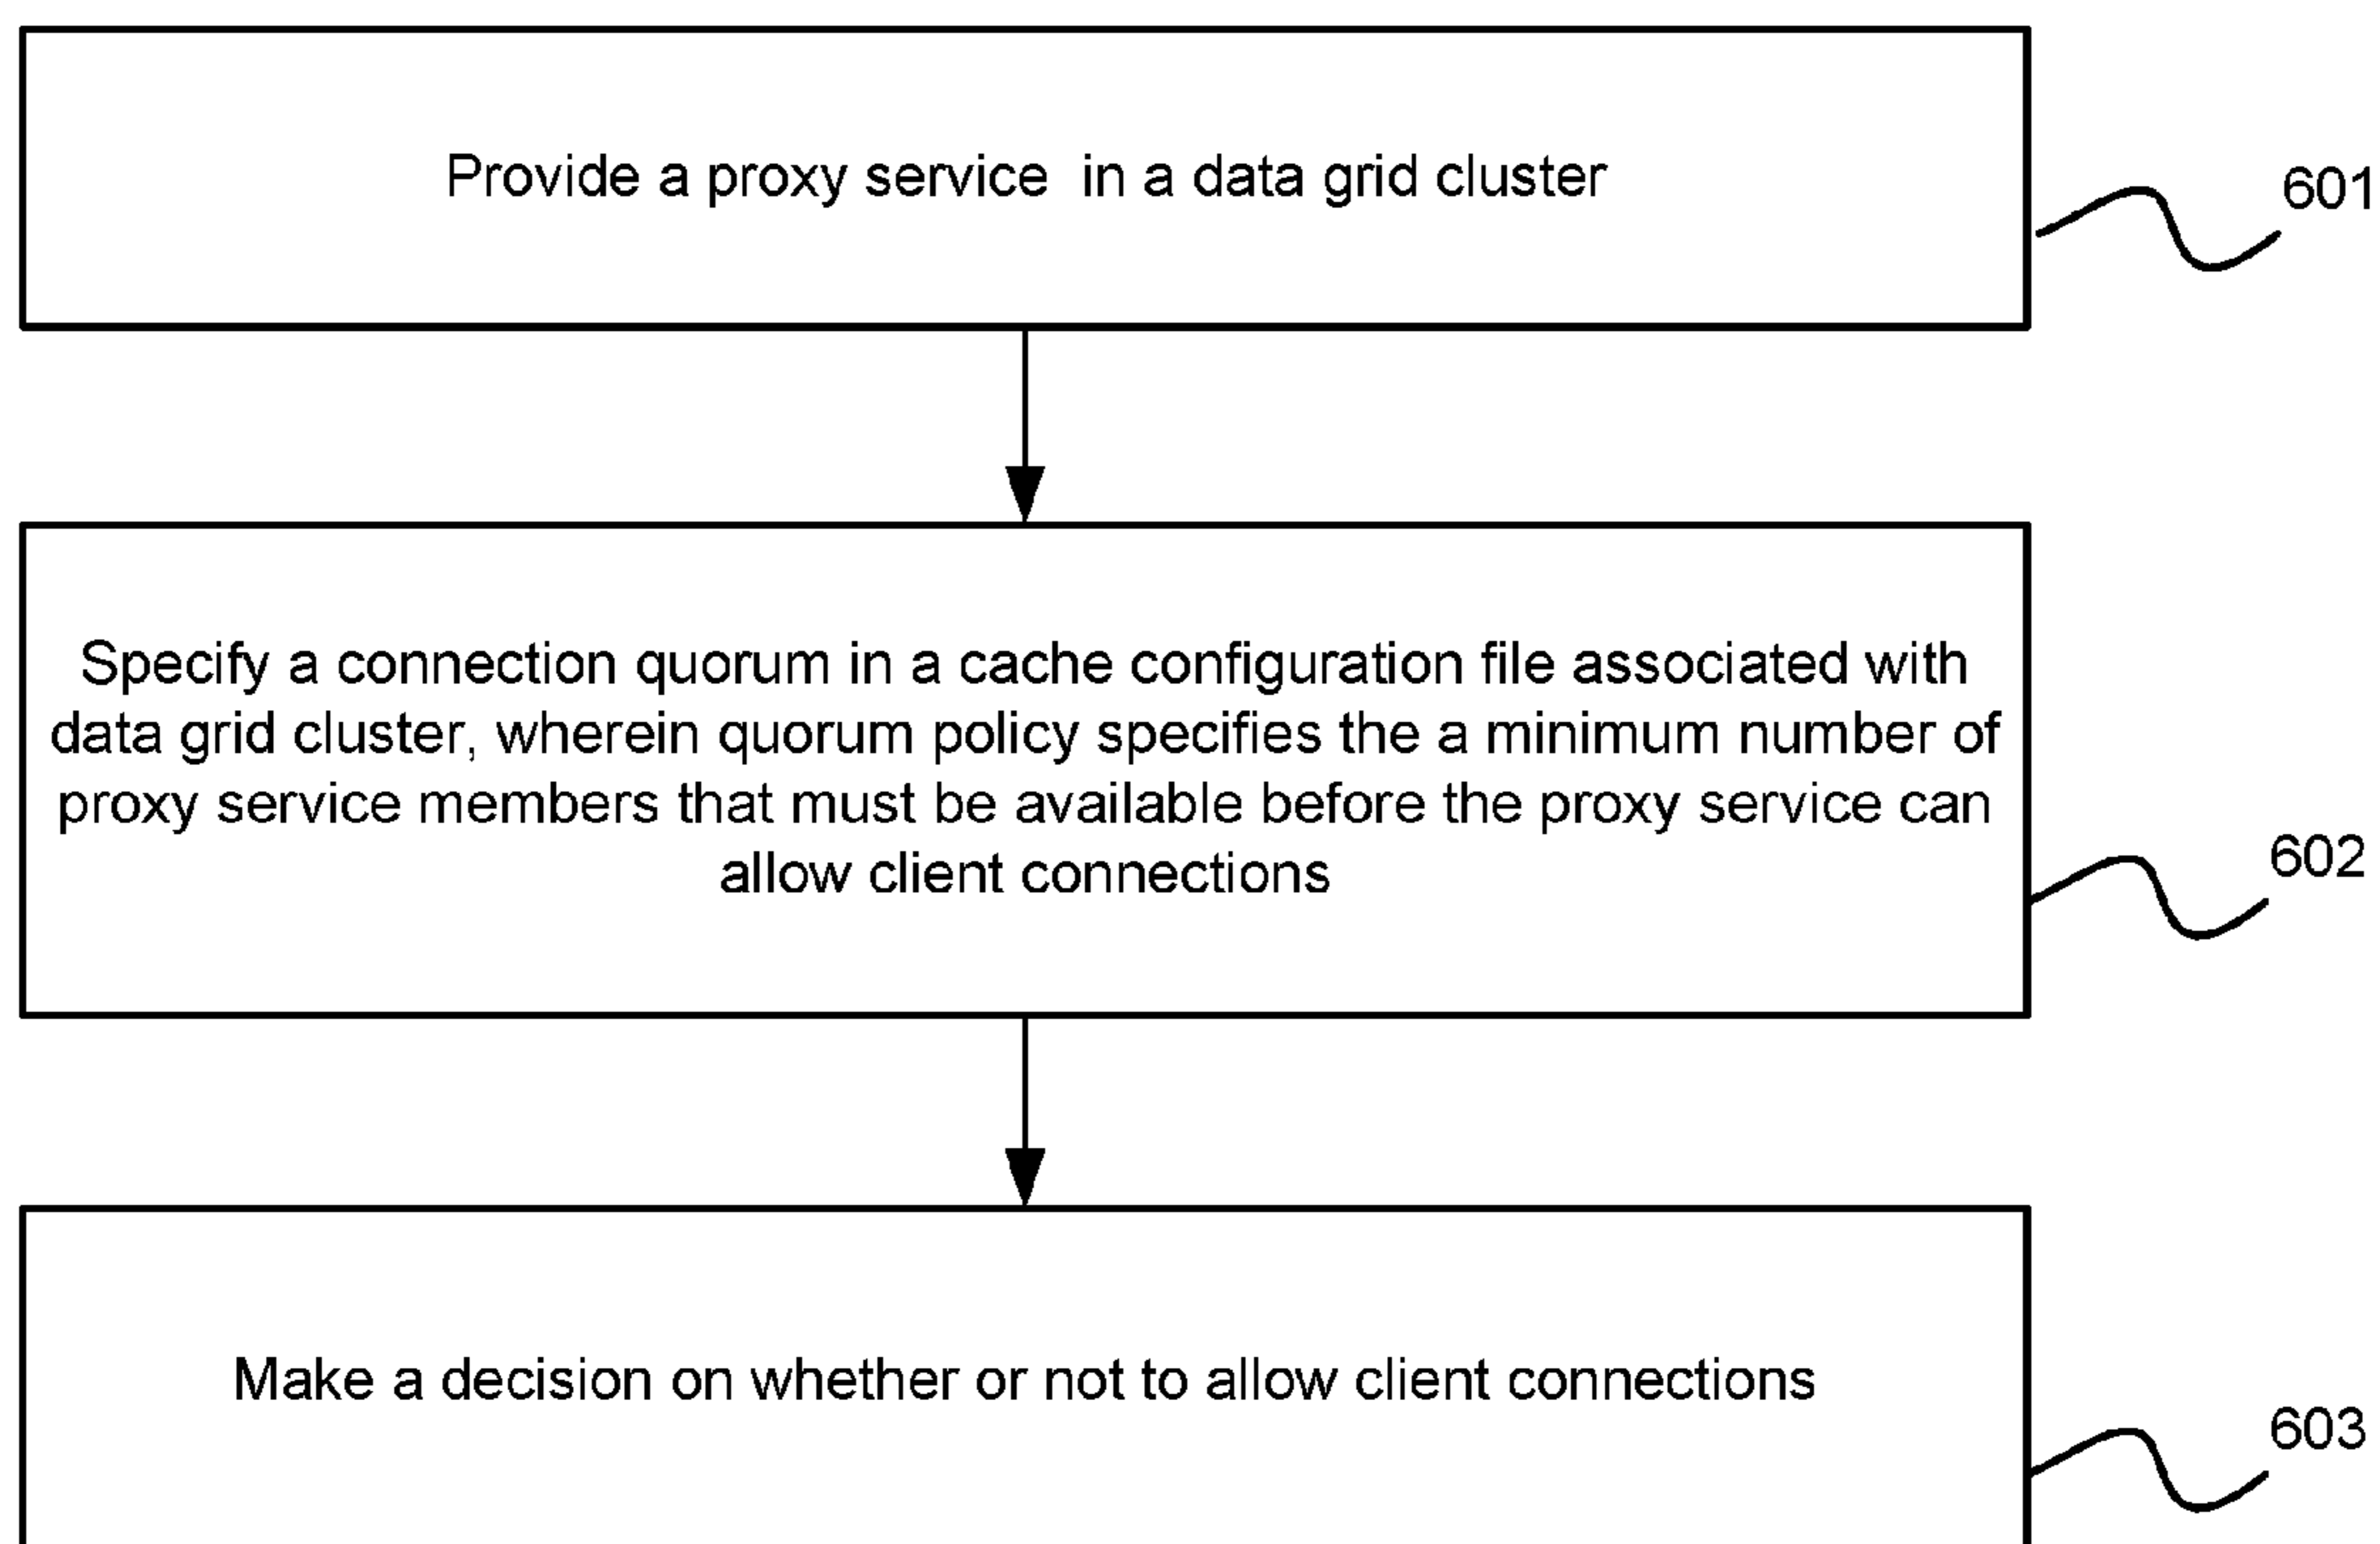 Provide a proxy service in a data grid cluster
601
Specify a connection quorum in a cache configuration file associated with
data grid cluster, wherein quorum policy specifies the a minimum number of
proxy service members that must be available before the proxy service can
allow client connections
602
Make a decision on whether or not to allow client connections
603